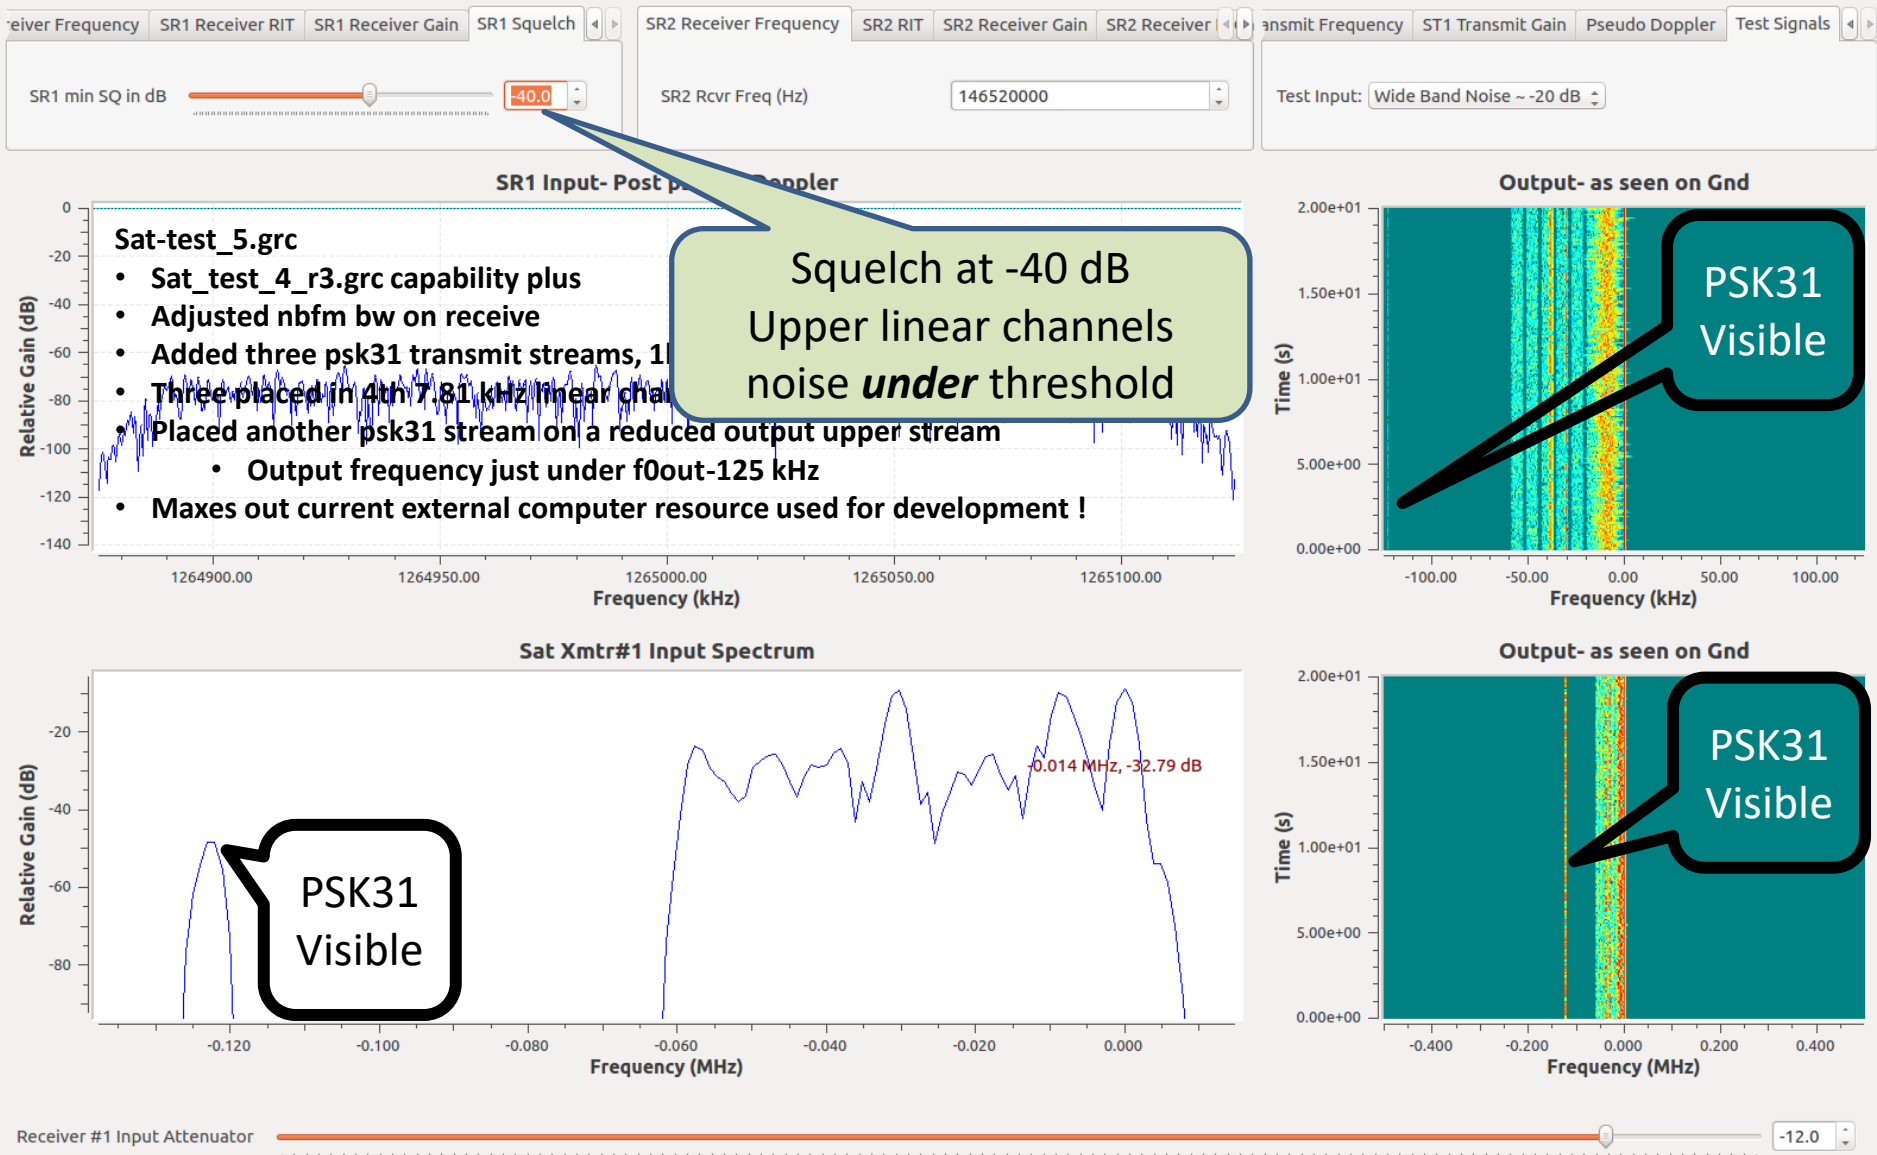 eiver Frequency SR1 Receiver RIT SR1 Receiver Gain SR1 Squelch
SR2 Receiver Frequency SR2 RIT SR2 Receiver Gain SR2 Receiver
ansmit Frequency ST1 Transmit Gain Pseudo Doppler Test Signals
SR1 min SQ in dB -40.0
SR2 Rcvr Freq (Hz) 146520000
Test Input: Wide Band Noise ~ -20 dB
SR1 Input- Post Doppler
Relative Gain (dB)
0
-20
-40
-60
-80
-100
-120
-140
1264900.00 1264950.00 1265000.00 1265050.00 1265100.00
Frequency (kHz)
Sat-test_5.grc
• Sat_test_4_r3.grc capability plus
• Adjusted nbfm bw on receive
• Added three psk31 transmit streams,
• Three placed in 4th 7.81 kHz linear
• Placed another psk31 stream on a reduced output upper stream
• Output frequency just under f0out-125 kHz
• Maxes out current external computer resource used for development !
Squelch at -40 dB
Upper linear channels
noise under threshold
Output- as seen on Gnd
Time (s)
2.00e+01
1.50e+01
1.00e+01
5.00e+00
0.00e+00
-100.00 -50.00 0.00 50.00 100.00
Frequency (kHz)
PSK31
Visible
Sat Xmtr#1 Input Spectrum
Relative Gain (dB)
-20
-40
-60
-80
-0.120 -0.100 -0.080 -0.060 -0.040 -0.020 0.000
Frequency (MHz)
-0.014 MHz, -32.79 dB
PSK31
Visible
Output- as seen on Gnd
Time (s)
2.00e+01
1.50e+01
1.00e+01
5.00e+00
0.00e+00
-0.400 -0.200 0.000 0.200 0.400
Frequency (MHz)
PSK31
Visible
Receiver #1 Input Attenuator -12.0